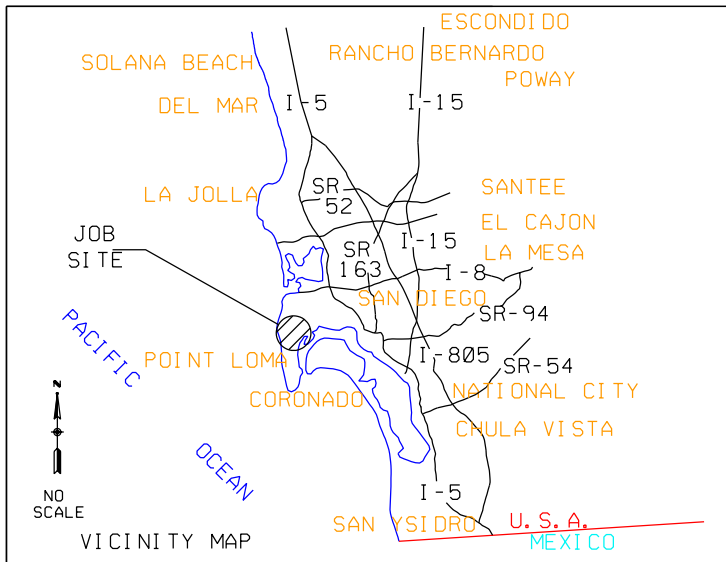 ESCONDIDO
RANCHO BERNARDO
SOLANA BEACH
POWAY
DEL MAR
I-5
I-15
LA JOLLA
SR
52
SANTEE
EL CAJON
JOB
SITE
SR
163
I-15
LA MESA
I-8
SAN DIEGO
SR-94
PACIFIC
POINT LOMA
I-805
SR-54
CORONADO
NATIONAL CITY
CHULA VISTA
N
OCEAN
NO
SCALE
I-5
SAN YSIDRO
U.S.A.
MEXICO
VICINITY MAP